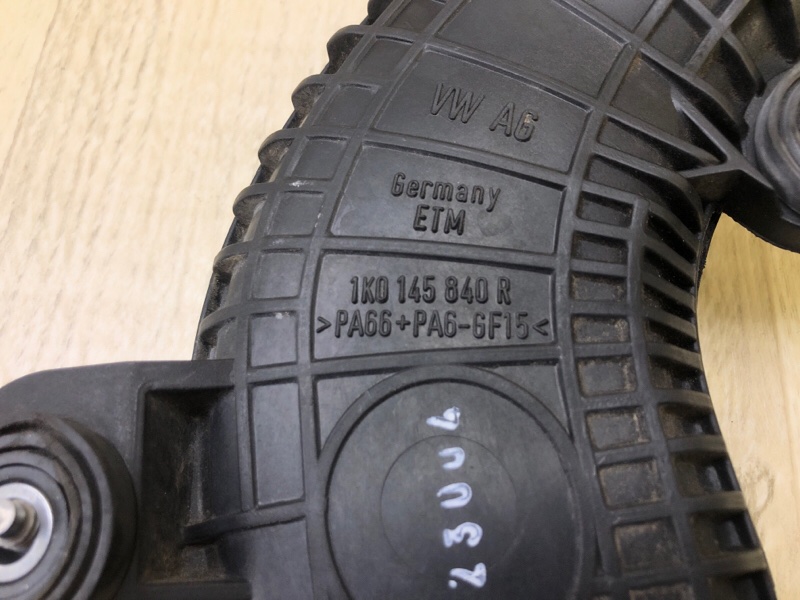 VW AG
Germany
ETM
1K0 145 840 R
>PA66+PA6-GF15<